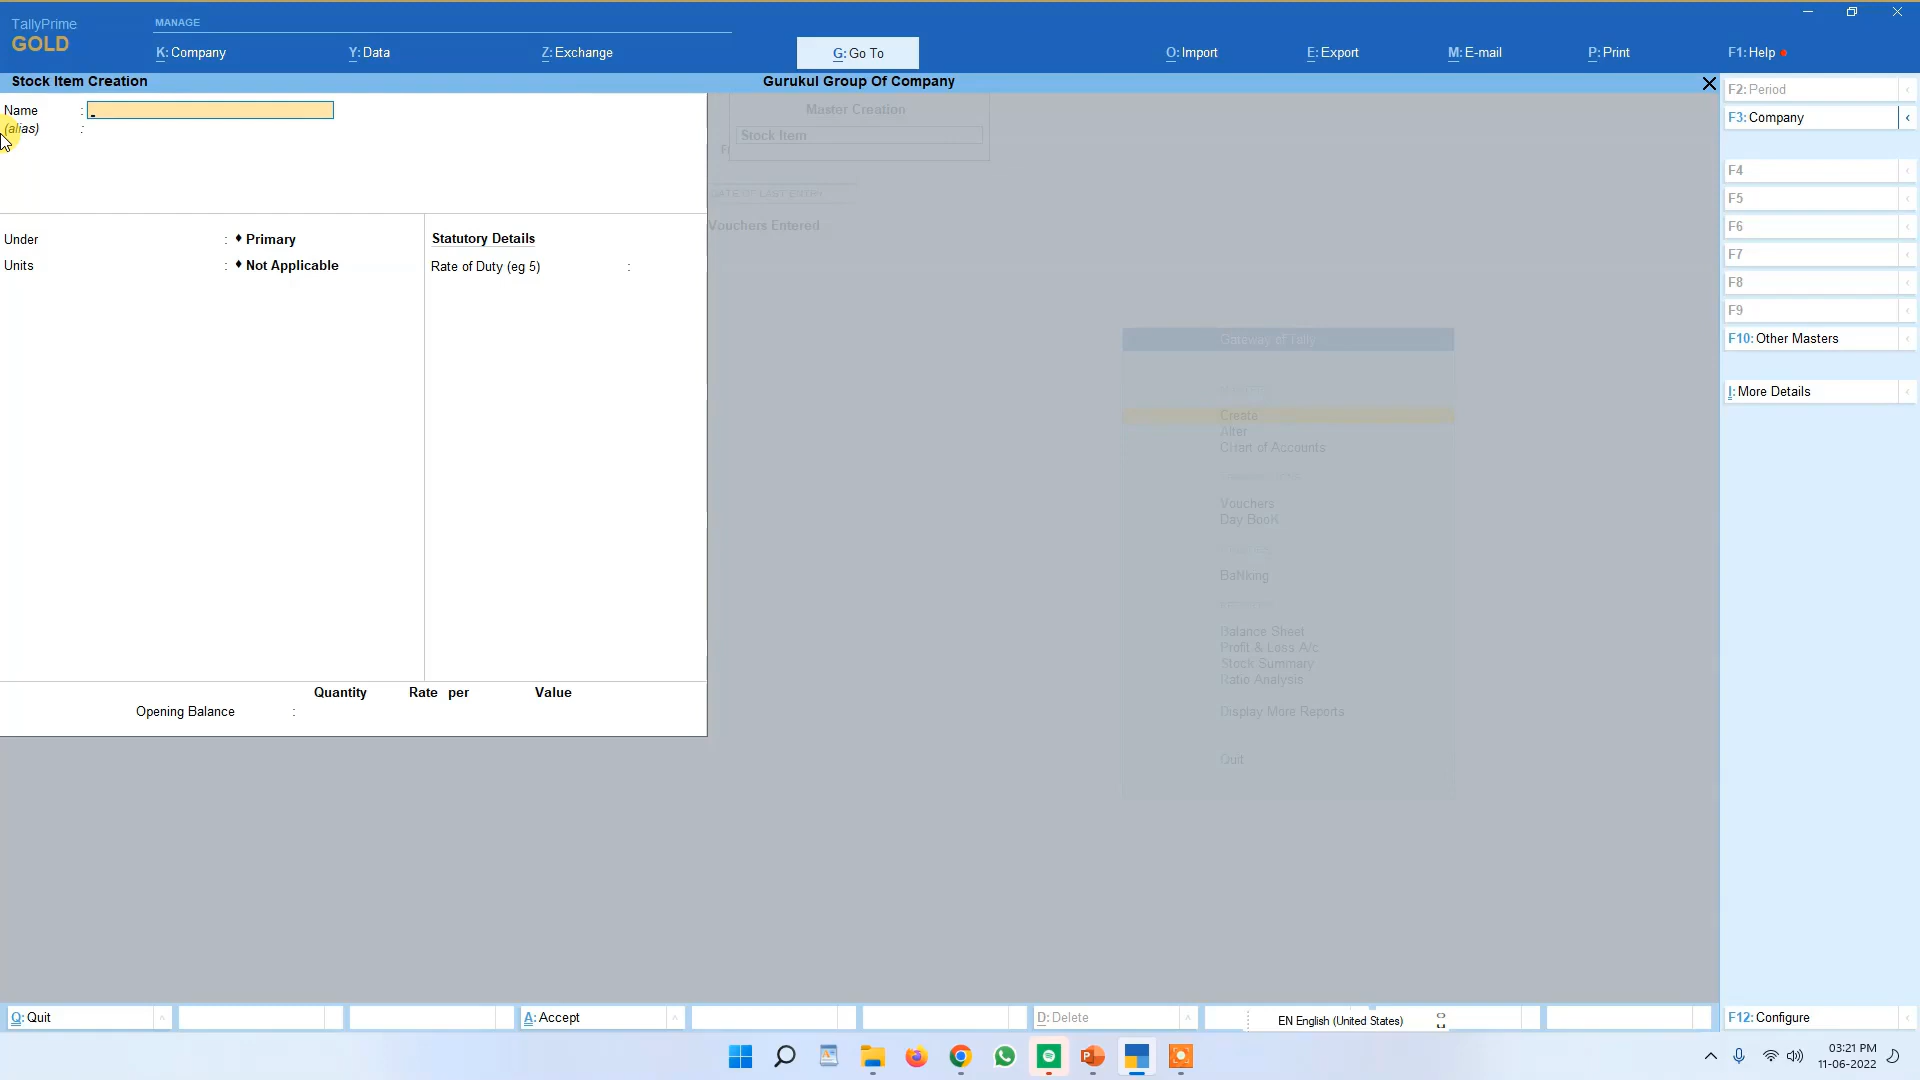 TallyPrime
GOLD
MANAGE
K: Company
Y: Data
Z: Exchange
G: Go To
O: Import
E: Export
M: E-mail
P: Print
F1: Help
Stock Item Creation
Gurukul Group Of Company
Name :
(alias) :
Under : ♦ Primary
Units : ♦ Not Applicable
Statutory Details
Rate of Duty (eg 5) :
Quantity Rate per Value
Opening Balance :
Master Creation
Stock Item
DATE OF LAST ENTRY
Vouchers Entered
Gateway of Tally
Create
Alter
CHart of Accounts
Vouchers
Day BooK
BaNking
Balance Sheet
Profit & Loss A/c
Stock Summary
Ratio Analysis
Display More Reports
Quit
F2: Period
F3: Company
F4
F5
F6
F7
F8
F9
F10: Other Masters
I: More Details
F12: Configure
Q: Quit
A: Accept
D: Delete
EN English (United States)
03:21 PM
11-06-2022